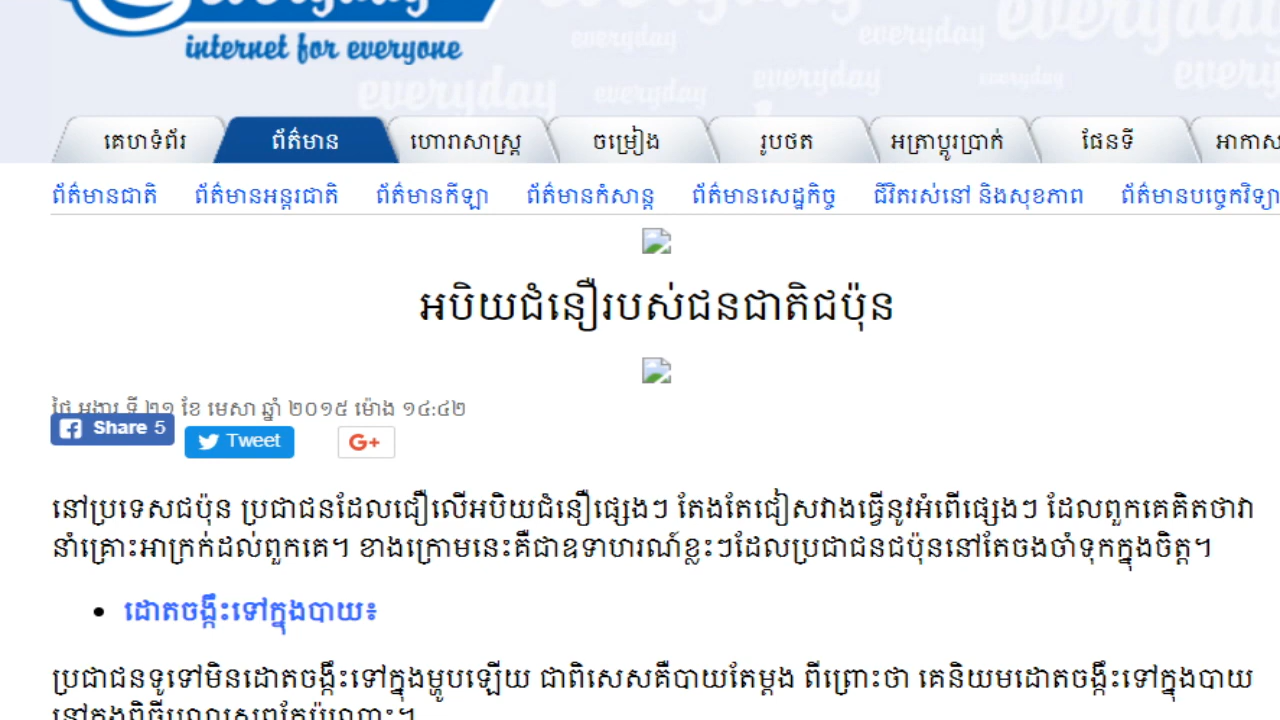 everyday
internet for everyone
គេហទំព័រ ព័ត៌មាន ហោរាសាស្ត្រ ចម្រៀង រូបថត អត្រាប្តូរប្រាក់ ផែនទី អាកាស
ព័ត៌មានជាតិ ព័ត៌មានអន្តរជាតិ ព័ត៌មានកីឡា ព័ត៌មានកំសាន្ត ព័ត៌មានសេដ្ឋកិច្ច ជីវិតរស់នៅ និងសុខភាព ព័ត៌មានបច្ចេកវិទ្យា
អបិយជំនឿរបស់ជនជាតិជប៉ុន
ថ្ងៃ អង្គារ ទី ២១ ខែ មេសា ឆ្នាំ ២០១៥ ម៉ោង ១៤:៤២
Share 5 Tweet G+
នៅប្រទេសជប៉ុន ប្រជាជនដែលជឿលើអបិយជំនឿផ្សេងៗ តែងតែជៀសវាងធ្វើនូវអំពើផ្សេងៗ ដែលពួកគេគិតថាវា
នាំគ្រោះអាក្រក់ដល់ពួកគេ។ ខាងក្រោមនេះគឺជាឧទាហរណ៍ខ្លះៗដែលប្រជាជនជប៉ុននៅតែចងចាំទុកក្នុងចិត្ត។
• ដោតចង្កឹះទៅក្នុងបាយ៖
ប្រជាជនទូទៅមិនដោតចង្កឹះទៅក្នុងម្ហូបឡើយ ជាពិសេសគឺបាយតែម្តង ពីព្រោះថា គេនិយមដោតចង្កឹះទៅក្នុងបាយ